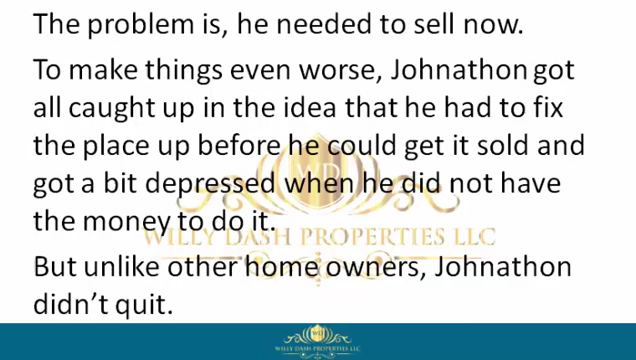 The problem is, he needed to sell now.
To make things even worse, Johnathon got
all caught up in the idea that he had to fix
the place up before he could get it sold and
got a bit depressed when he did not have
the money to do it.
WILLY DASH PROPERTIES LLC
But unlike other home owners, Johnathon
didn’t quit.
WILLY DASH PROPERTIES LLC